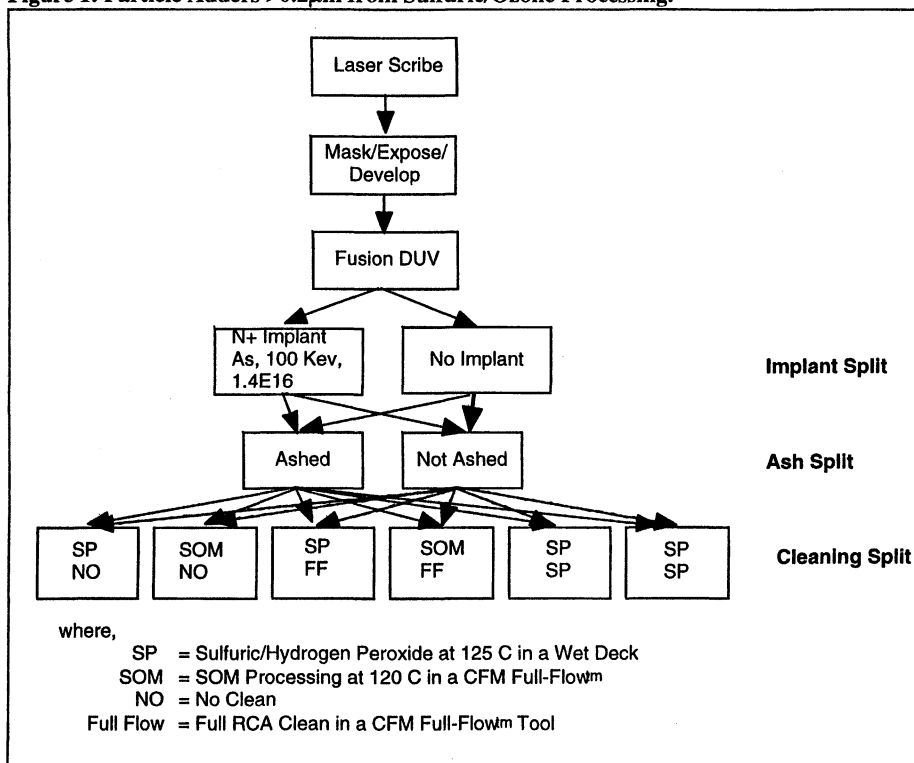 Figure 1. Particle Adders > 0.2µm from Sulfuric/Ozone Processing.
Laser Scribe
Mask/Expose/
Develop
Fusion DUV
N+ Implant
As, 100 Kev,
1.4E16
No Implant
Implant Split
Ashed
Not Ashed
Ash Split
SP
NO
SOM
NO
SP
FF
SOM
FF
SP
SP
SP
SP
Cleaning Split
where,
SP = Sulfuric/Hydrogen Peroxide at 125 C in a Wet Deck
SOM = SOM Processing at 120 C in a CFM Full-Flowtm
NO = No Clean
Full Flow = Full RCA Clean in a CFM Full-Flowtm Tool